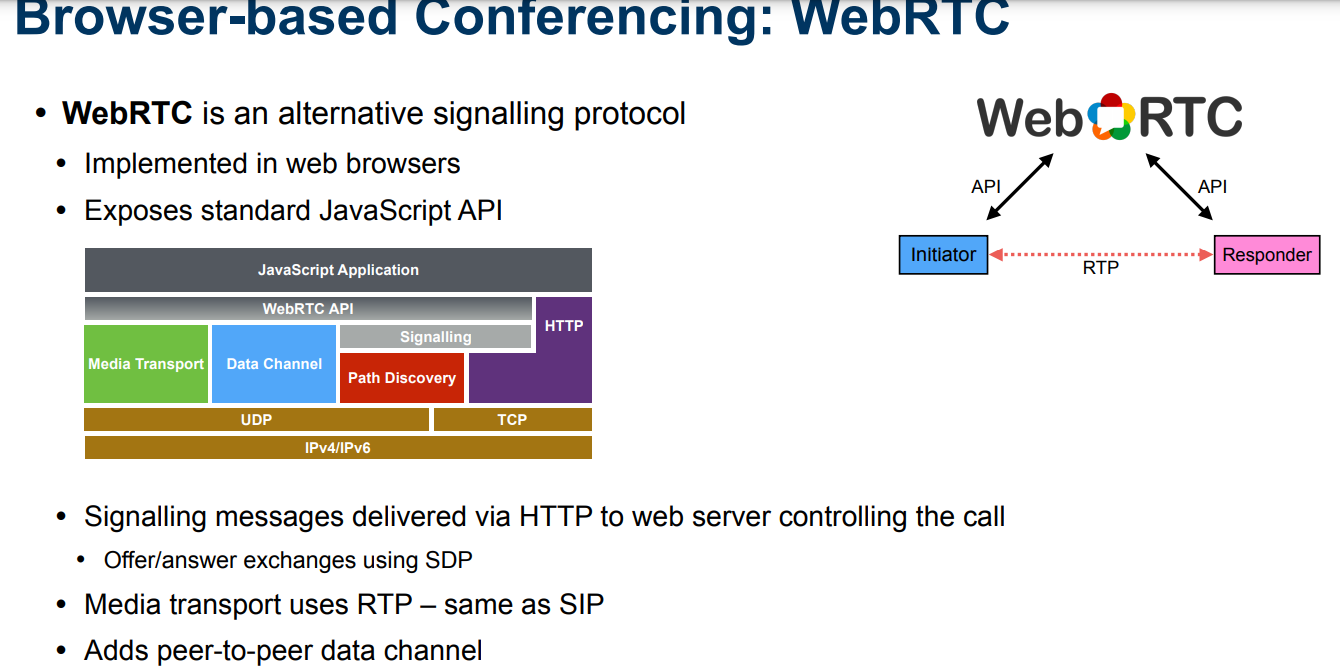 Browser-based Conferencing: WebRTC
• WebRTC is an alternative signalling protocol
• Implemented in web browsers
• Exposes standard JavaScript API
JavaScript Application
WebRTC API
HTTP
Signalling
Media Transport
Data Channel
Path Discovery
UDP
TCP
IPv4/IPv6
• Signalling messages delivered via HTTP to web server controlling the call
• Offer/answer exchanges using SDP
• Media transport uses RTP – same as SIP
• Adds peer-to-peer data channel
Web RTC
API
API
Initiator
Responder
RTP